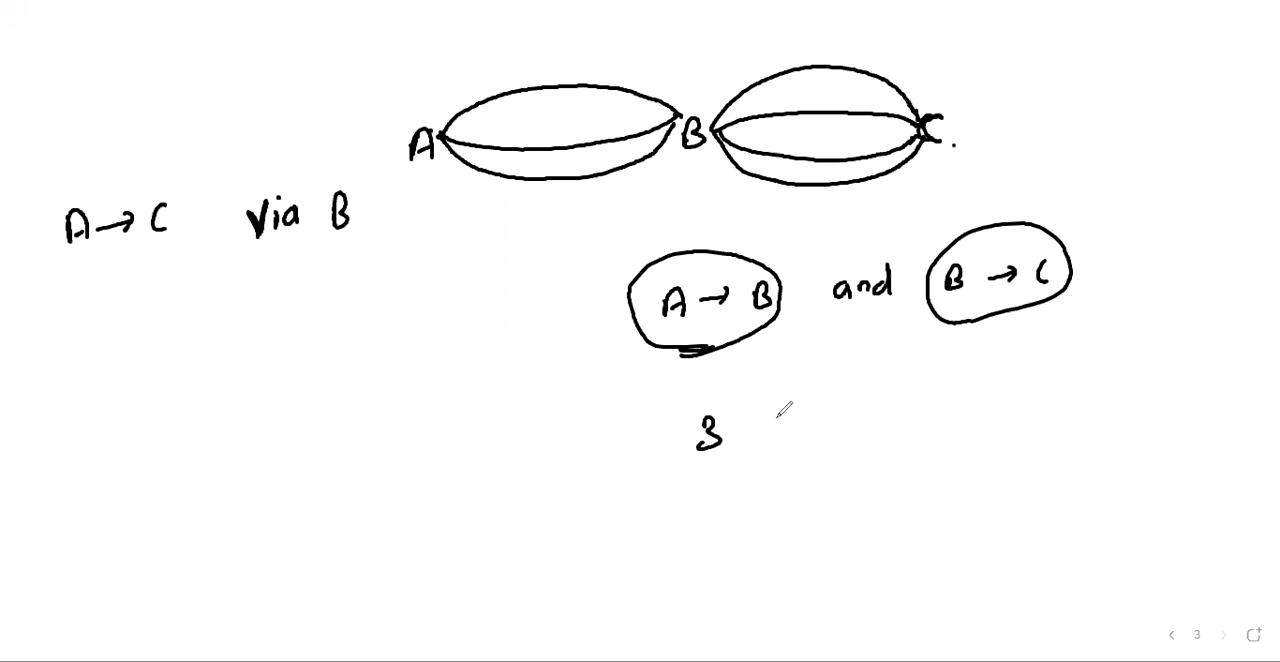 A B C.
A → C via B
A → B and B → C
3
< 3 >